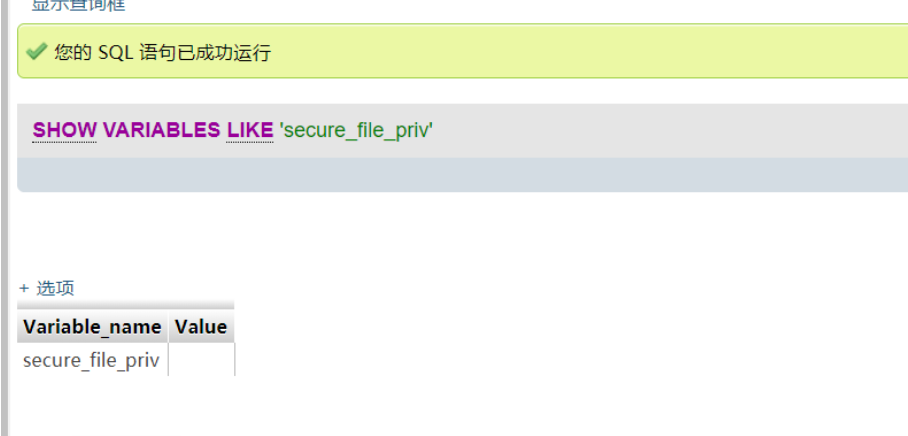 显示查询框
您的 SQL 语句已成功运行
SHOW VARIABLES LIKE 'secure_file_priv'
+ 选项
Variable_name Value
secure_file_priv